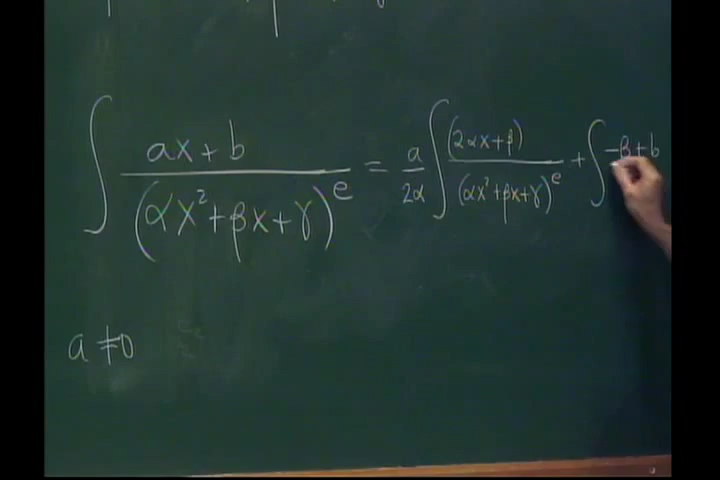 ∫ (ax + b) / (αx² + βx + γ)^e = a/2α ∫ (2αx + β) / (αx² + βx + γ)^e + ∫ -β + b
a ≠ 0